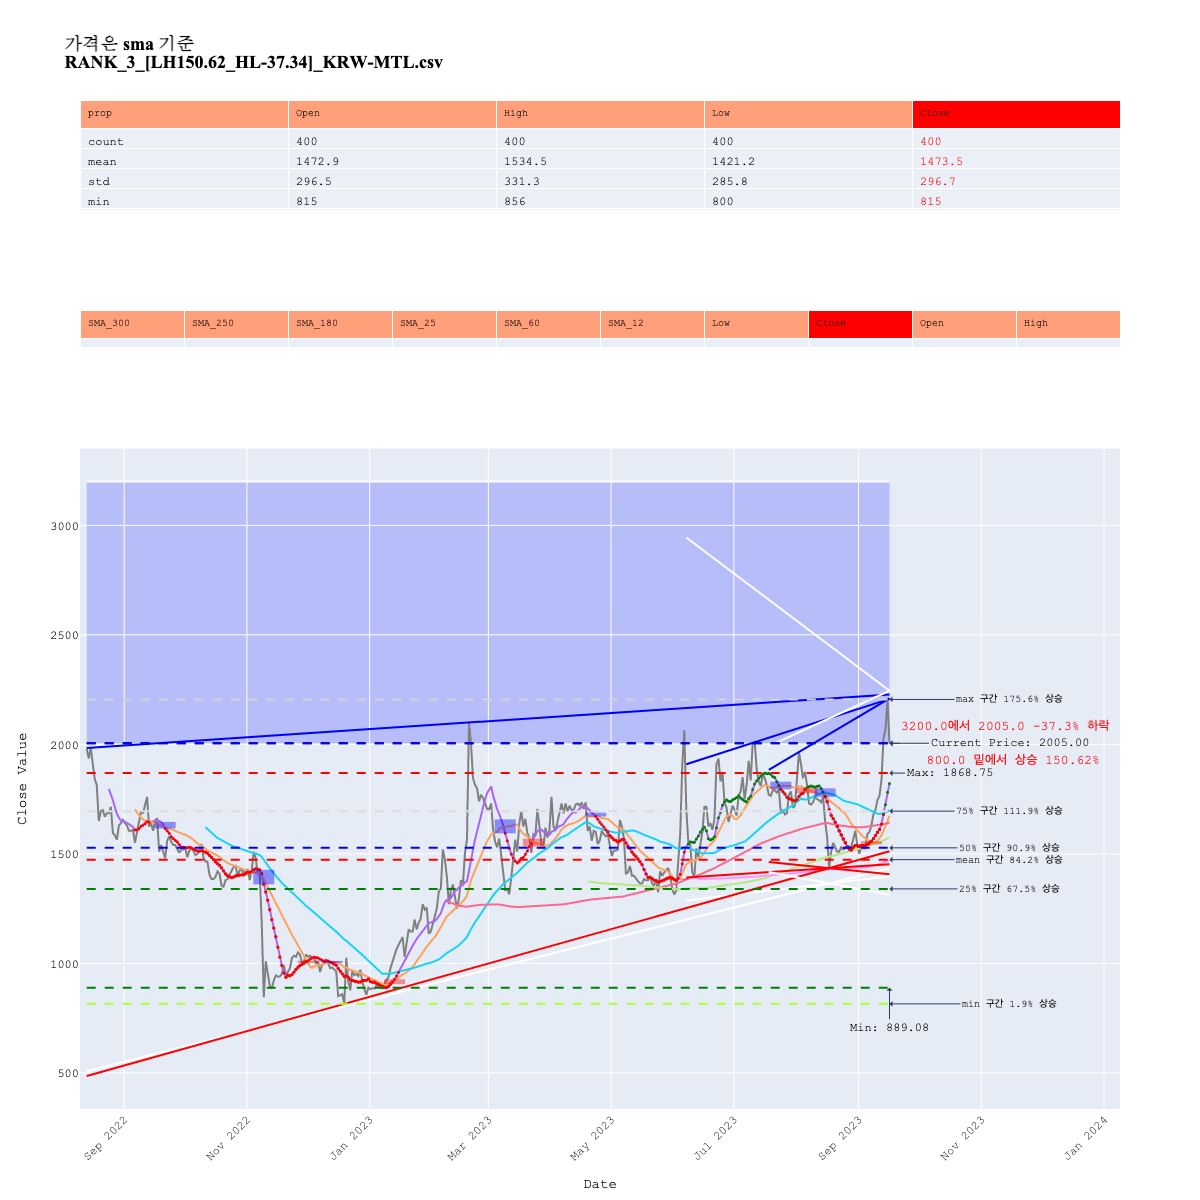 가격은 sma 기준
RANK_3_[LH150.62_HL-37.34]_KRW-MTL.csv
prop Open High Low Close
count 400 400 400 400
mean 1472.9 1534.5 1421.2 1473.5
std 296.5 331.3 285.8 296.7
min 815 856 800 815
SMA_300 SMA_250 SMA_180 SMA_25 SMA_60 SMA_12 Low Close Open High
3000
2500
max 구간 175.6% 상승
3200.0에서 2005.0 -37.3% 하락
2000
Current Price: 2005.00
800.0 밑에서 상승 150.62%
Max: 1868.75
75% 구간 111.9% 상승
1500
50% 구간 90.9% 상승
mean 구간 84.2% 상승
25% 구간 67.5% 상승
1000
min 구간 1.9% 상승
Min: 889.08
500
Close Value
Sep 2022
Nov 2022
Jan 2023
Mar 2023
May 2023
Jul 2023
Sep 2023
Nov 2023
Jan 2024
Date